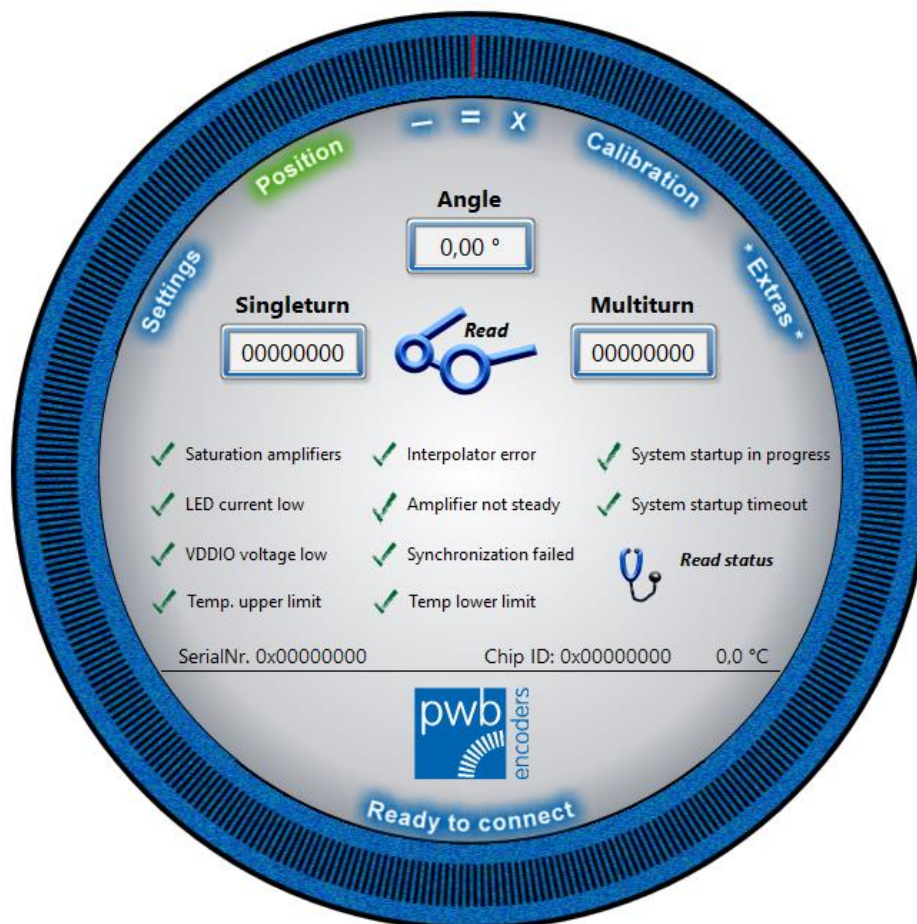 Position
— = X
Calibration
Settings
* Extras *
Angle
0,00 °
Singleturn
00000000
Read
Multiturn
00000000
Saturation amplifiers
Interpolator error
System startup in progress
LED current low
Amplifier not steady
System startup timeout
VDDIO voltage low
Synchronization failed
Read status
Temp. upper limit
Temp lower limit
SerialNr. 0x00000000
Chip ID: 0x00000000
0,0 °C
pwb
encoders
Ready to connect